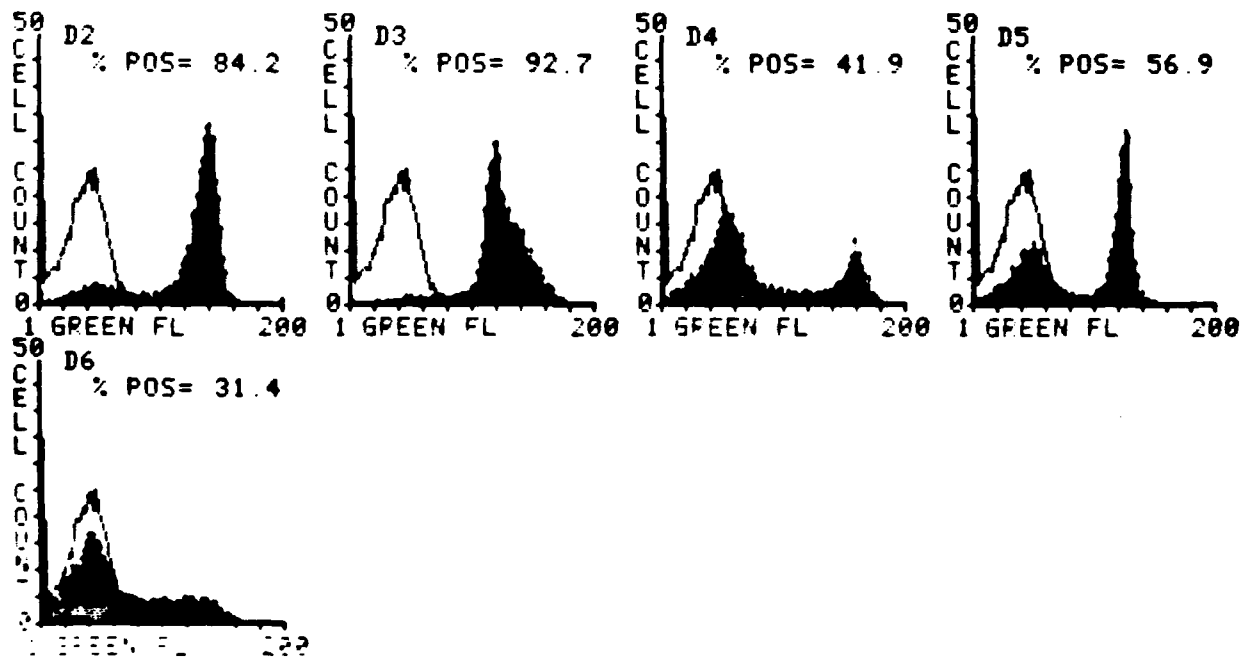 50 D2
% POS= 84.2
CELL COUNT
0
1 GREEN FL 200
50 D3
% POS= 92.7
CELL COUNT
0
1 GREEN FL 200
50 D4
% POS= 41.9
CELL COUNT
0
1 GREEN FL 200
50 D5
% POS= 56.9
CELL COUNT
0
1 GREEN FL 200
50 D6
% POS= 31.4
CELL